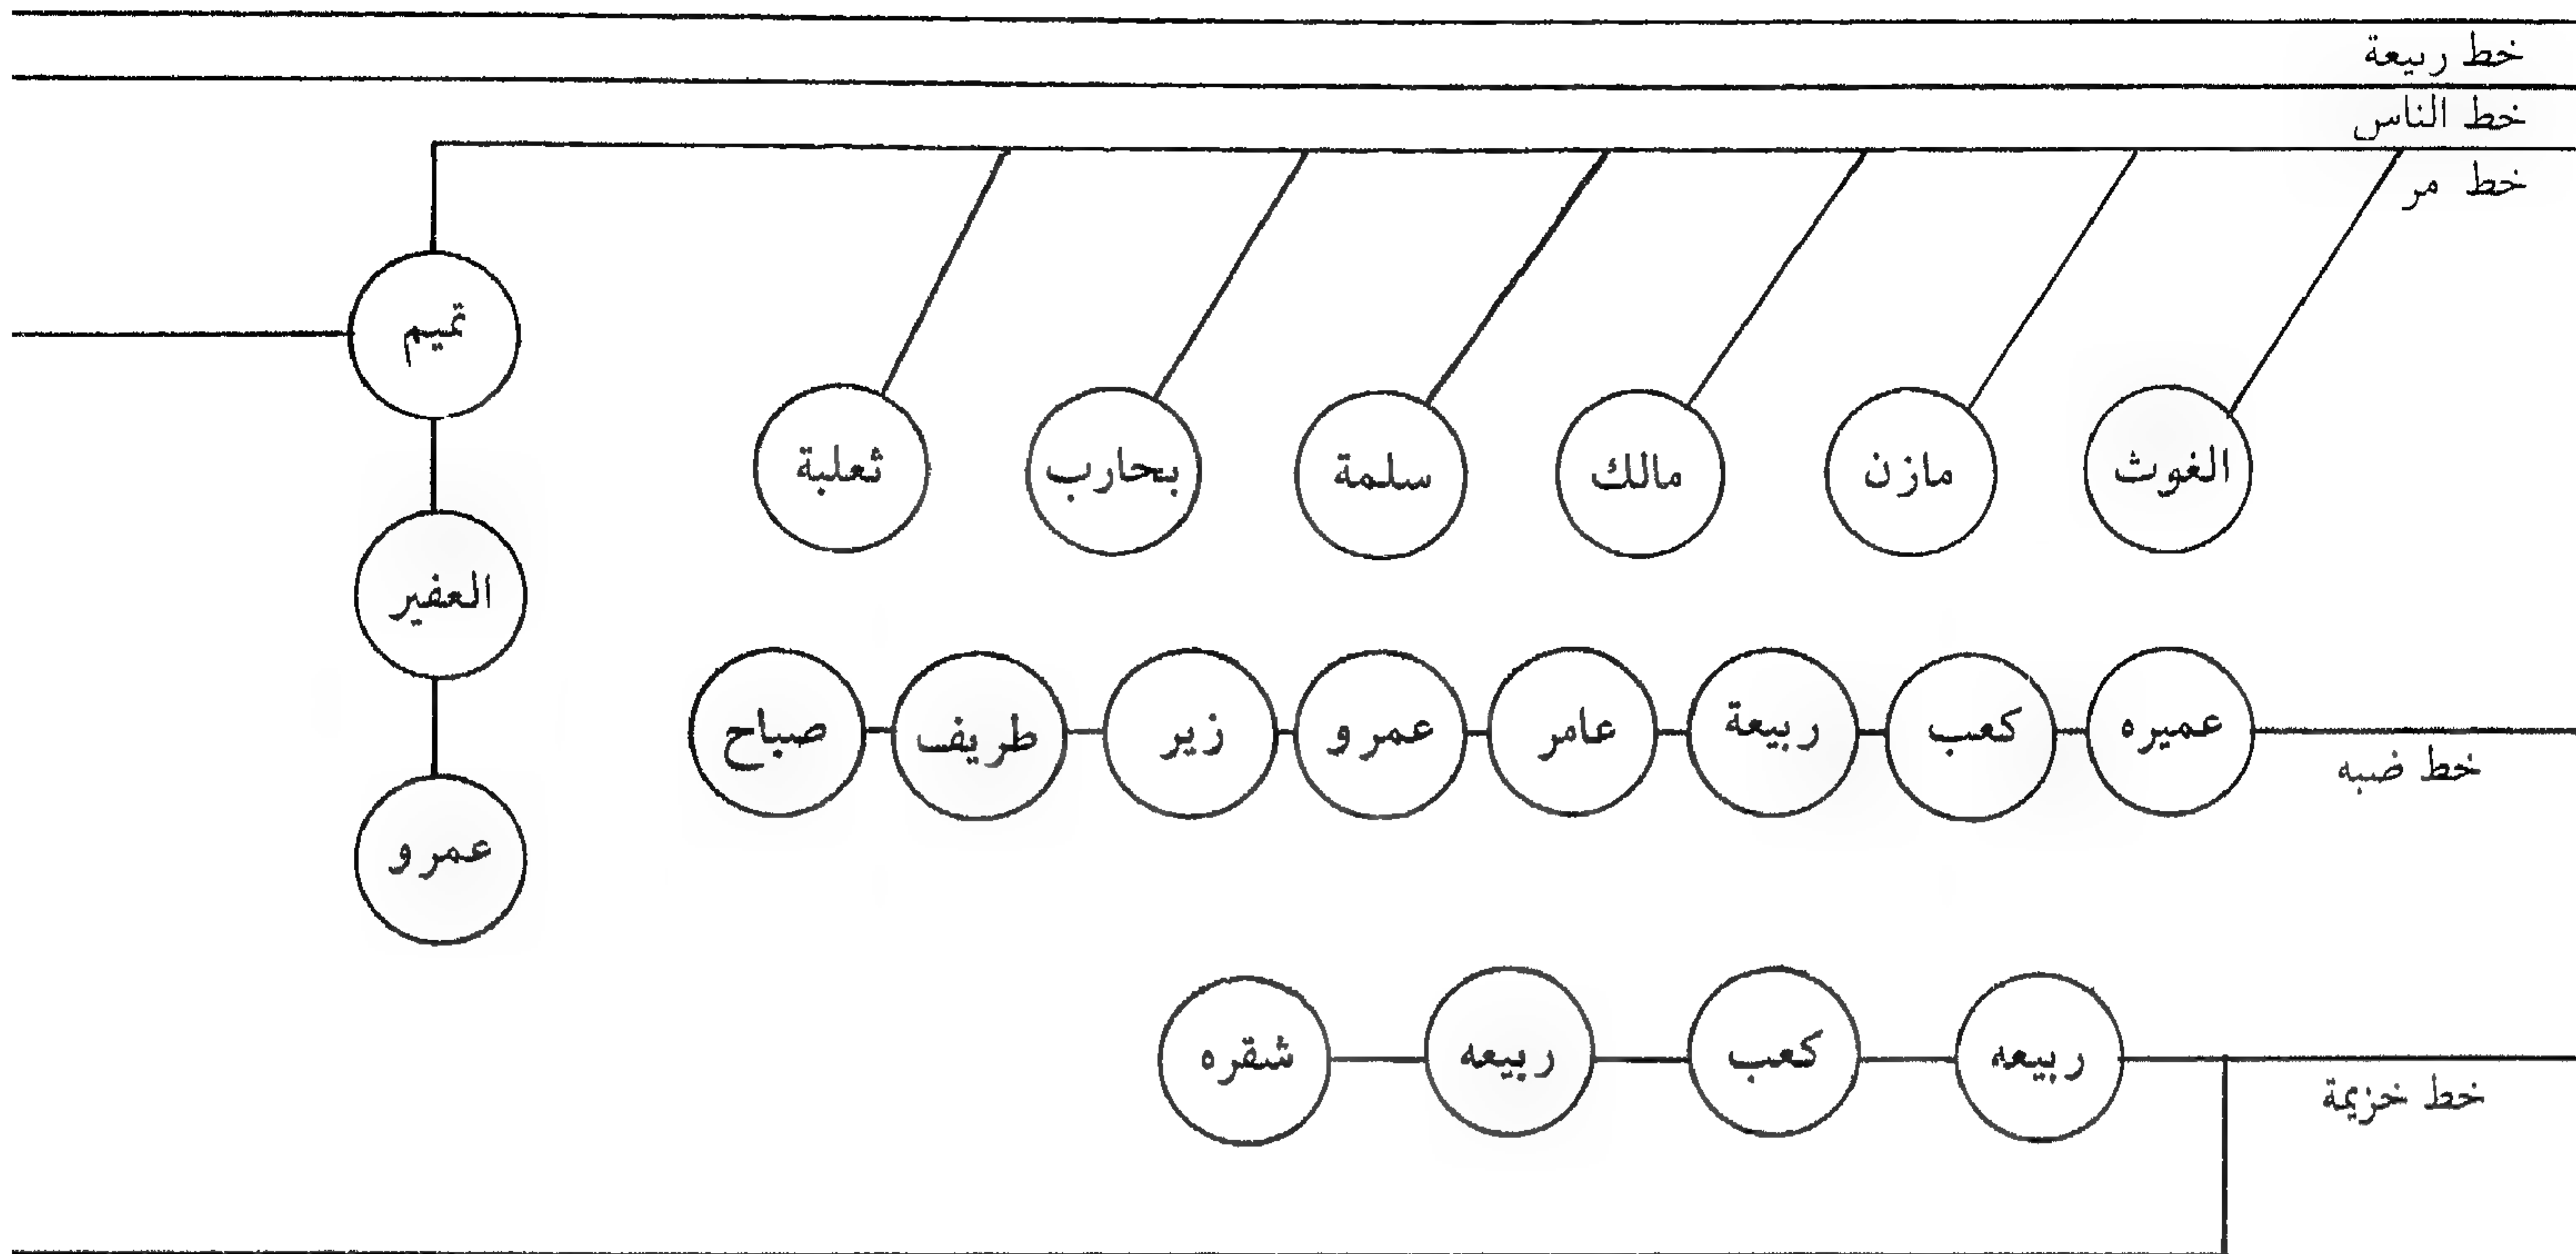 خط ربيعة
خط الناس
خط مر
تميم
الغوث
مازن
مالك
سلمة
بحارب
ثعلبة
العفير
عميره
كعب
ربيعة
عامر
عمرو
زير
طريف
صباح
خط ضبه
عمرو
ربيعه
كعب
ربيعه
شقره
خط خزيمة